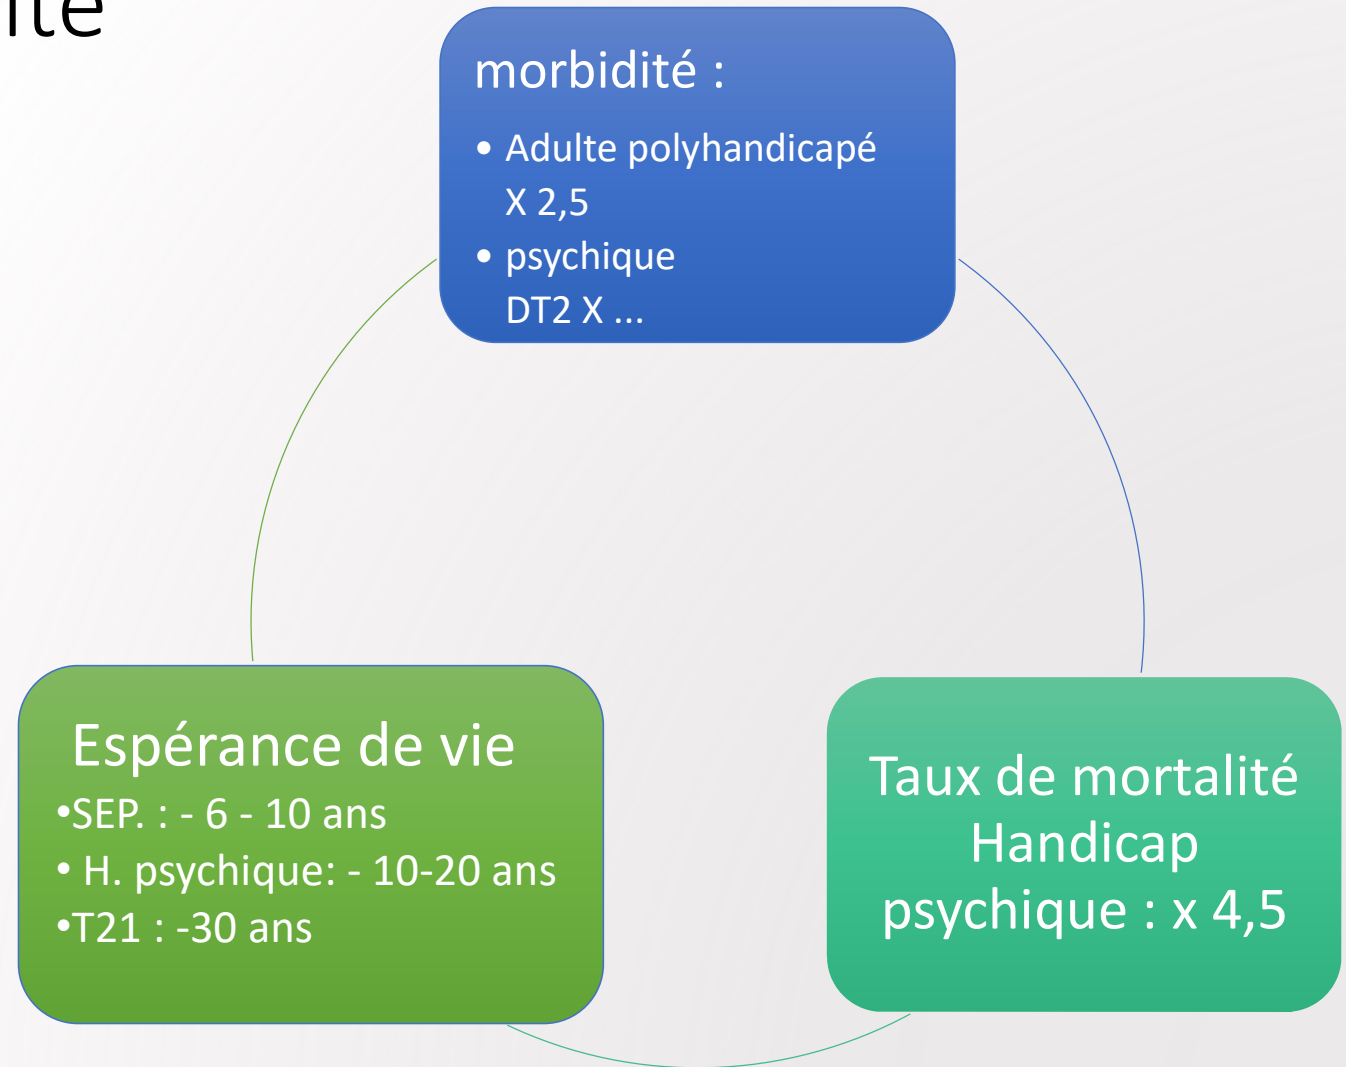 ité
morbidité :
• Adulte polyhandicapé
X 2,5
• psychique
DT2 X ...
Espérance de vie
•SEP. : - 6 - 10 ans
• H. psychique: - 10-20 ans
•T21 : -30 ans
Taux de mortalité
Handicap
psychique : x 4,5